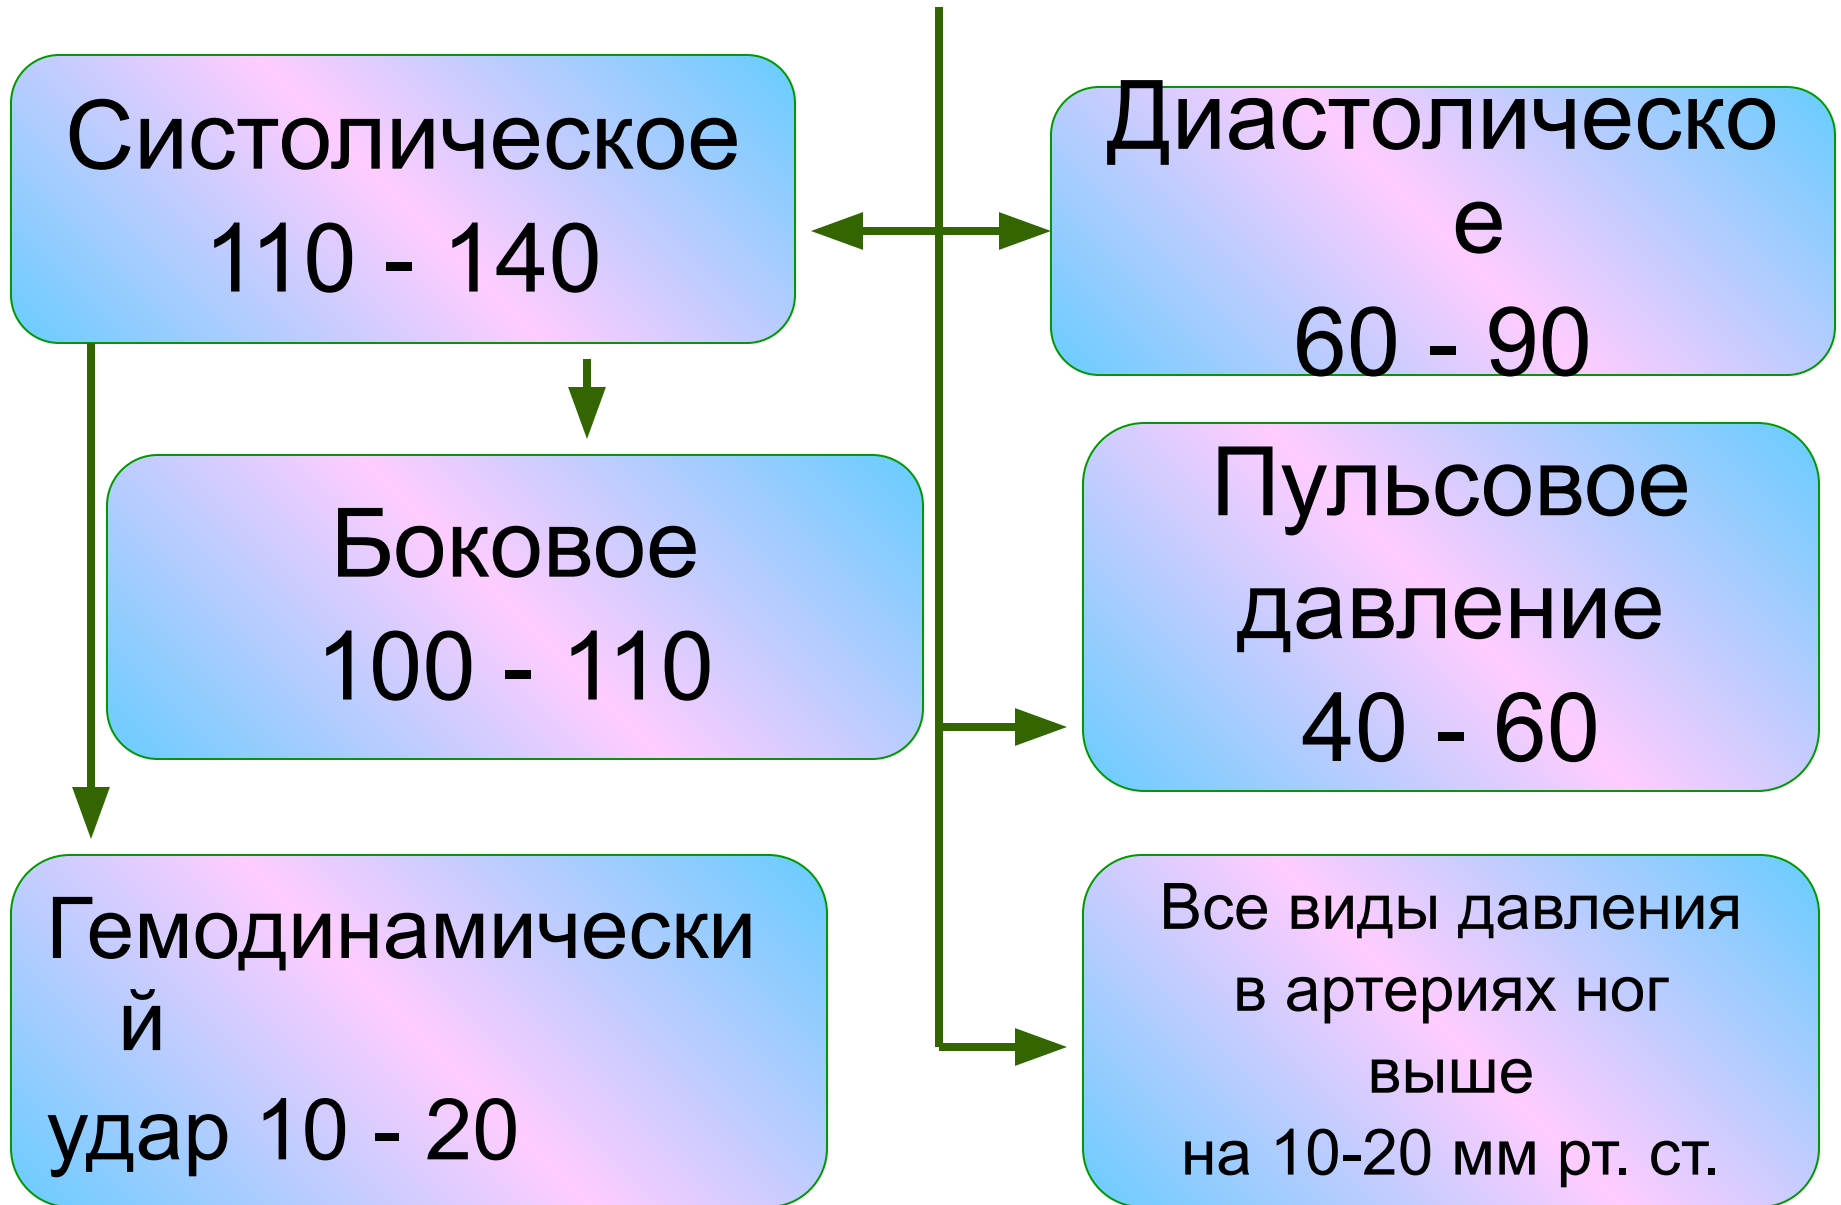 Систолическое
110 - 140
Диастолическо
е
60 - 90
Боковое
100 - 110
Пульсовое
давление
40 - 60
Гемодинамически
й
удар 10 - 20
Все виды давления
в артериях ног
выше
на 10-20 мм рт. ст.